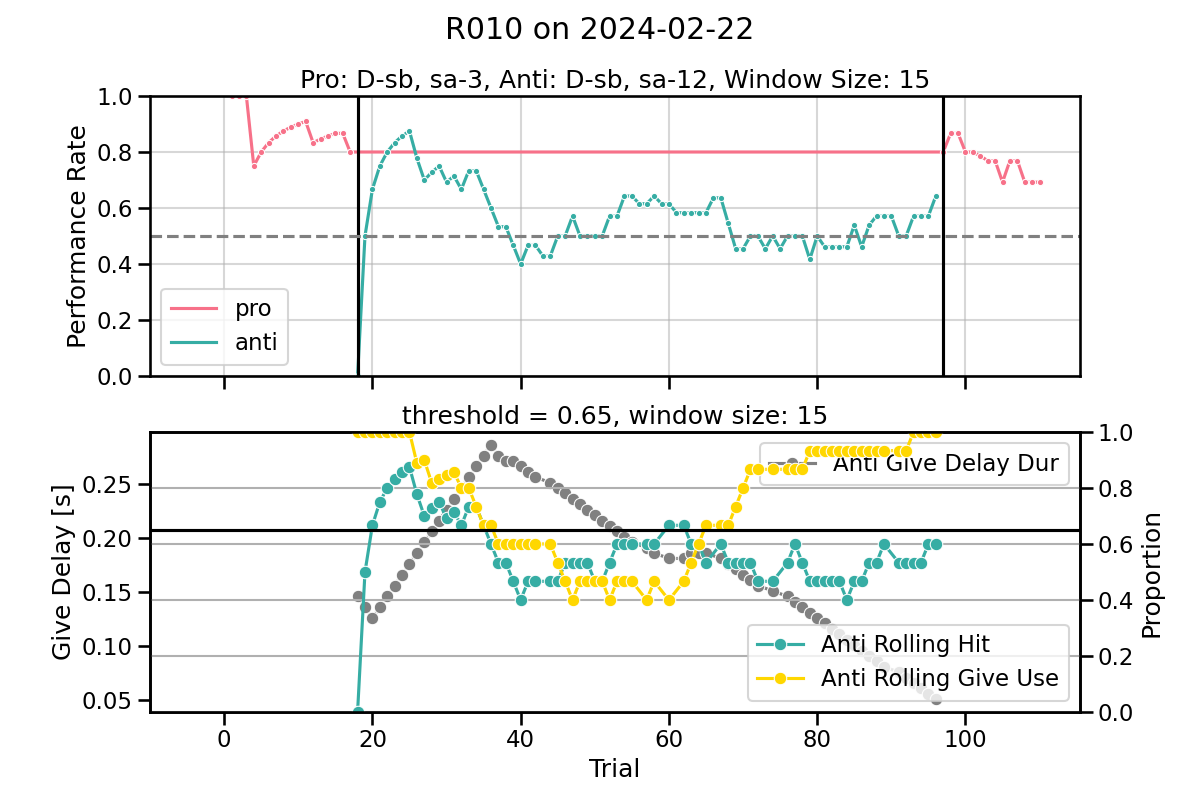 R010 on 2024-02-22
Pro: D-sb, sa-3, Anti: D-sb, sa-12, Window Size: 15
Performance Rate
1.0
0.8
0.6
0.4
0.2
0.0
pro
anti
threshold = 0.65, window size: 15
Give Delay [s]
0.25
0.20
0.15
0.10
0.05
Anti Give Delay Dur
Anti Rolling Hit
Anti Rolling Give Use
1.0
0.8
0.6
0.4
0.2
0.0
Proportion
0 20 40 60 80 100
Trial